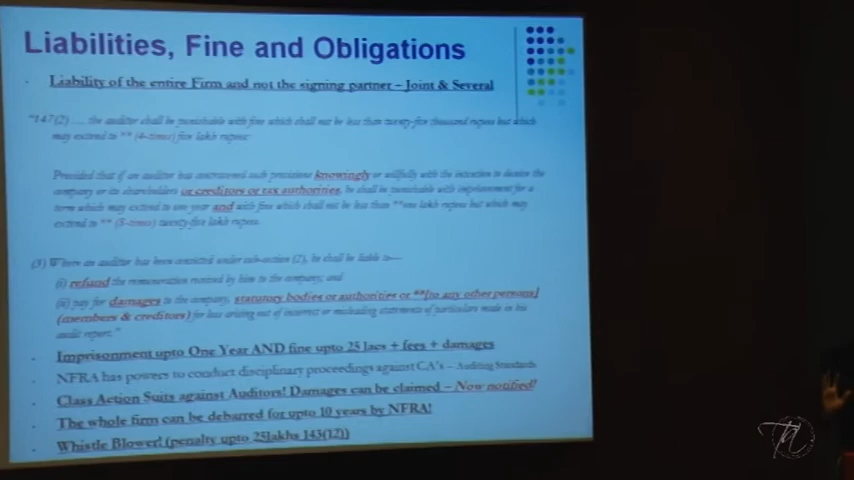 Liabilities, Fine and Obligations
Liability of the entire Firm and not the signing partner – Joint & Several
"147(2) .... the auditor shall be punishable with fine which shall not be less than twenty-five thousand rupees but which
may extend to ** (4-times) five lakh rupees:
Provided that if an auditor has contravened such provisions knowingly or willfully with the intention to deceive the
company or its shareholders or creditors or tax authorities, he shall be punishable with imprisonment for a
term which may extend to one year and with fine which shall not be less than **one lakh rupees but which may
extend to ** (8-times) twenty-five lakh rupees.
(3) Where an auditor has been convicted under sub-section (2), he shall be liable to—
(i) refund the remuneration received by him to the company; and
(ii) pay for damages to the company, statutory bodies or authorities or **[to any other persons]
(members & creditors) for loss arising out of incorrect or misleading statements of particulars made in his
audit report."
Imprisonment upto One Year AND fine upto 25 lacs + fees + damages
NFRA has powers to conduct disciplinary proceedings against CA's – Auditing Standards
Class Action Suits against Auditors! Damages can be claimed – Now notified!
The whole firm can be debarred for upto 10 years by NFRA!
Whistle Blower! (penalty upto 25lakhs 143(12))